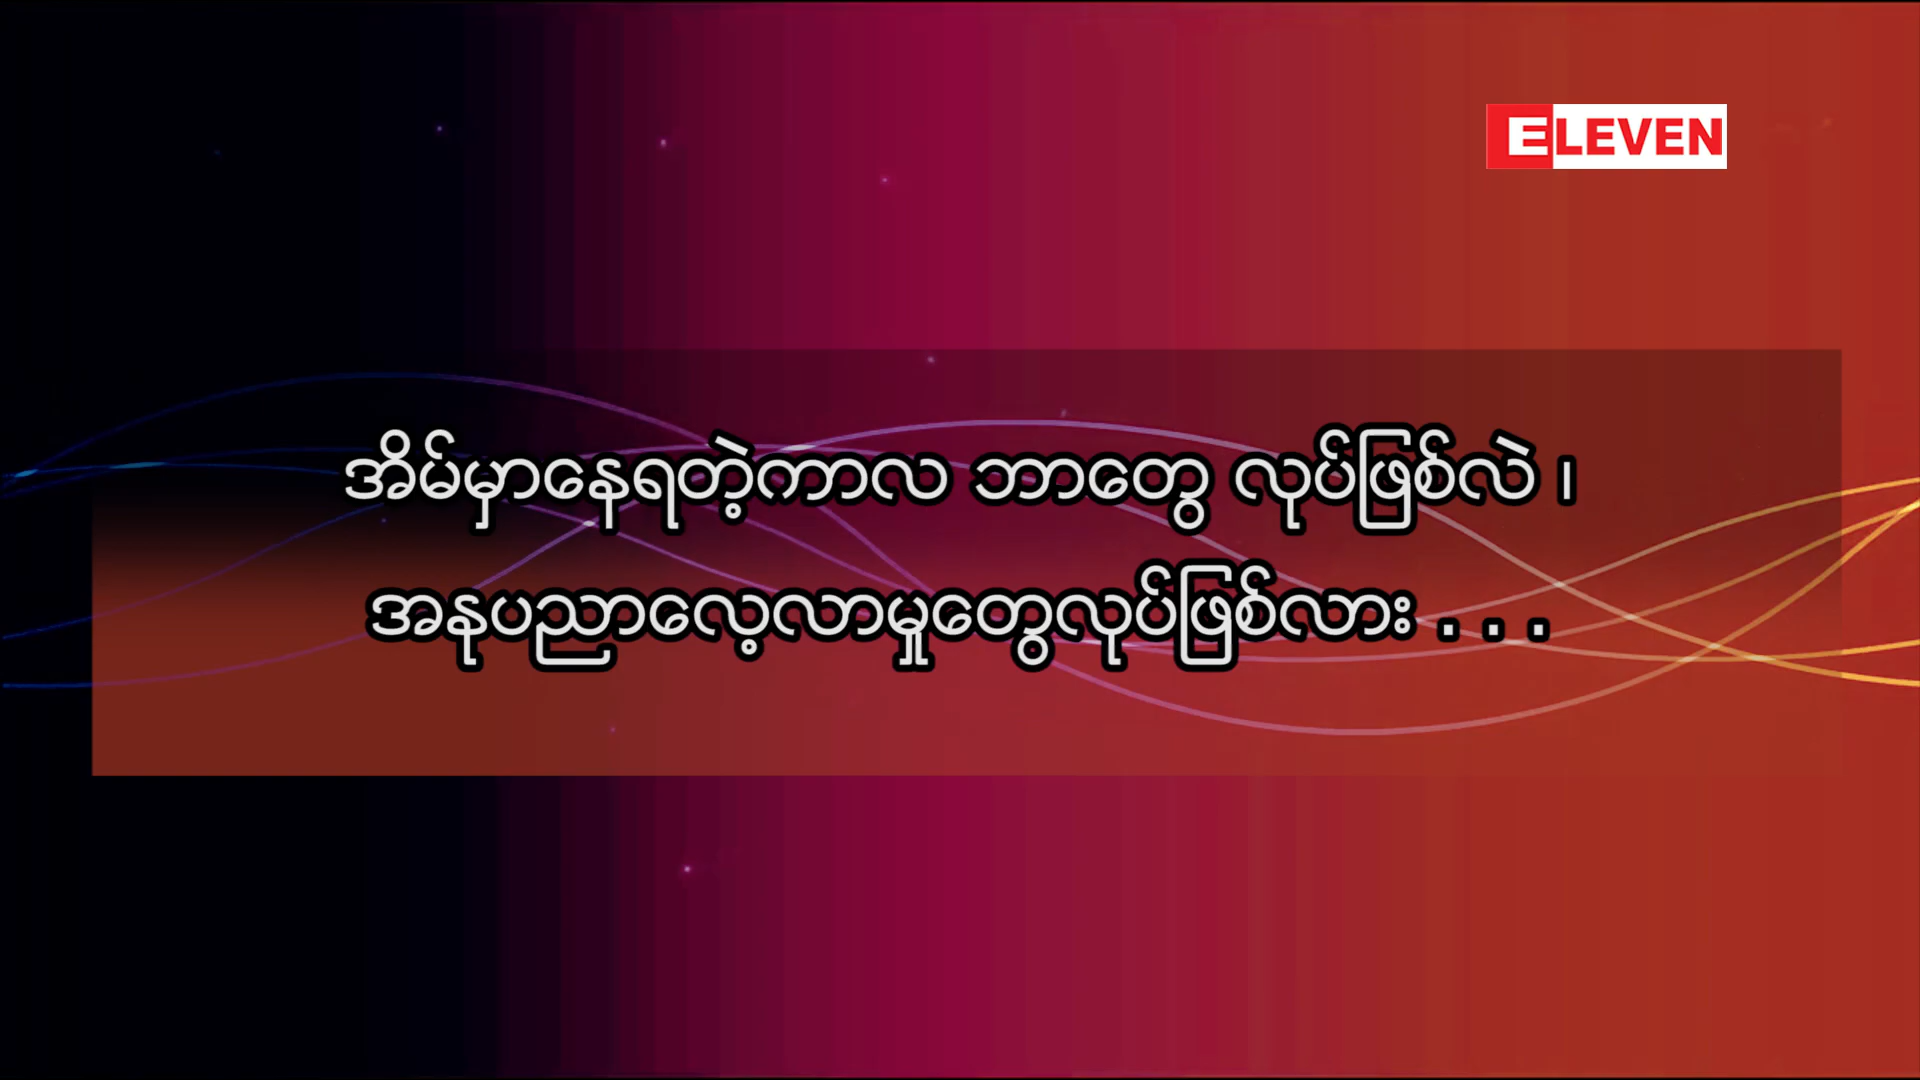 ELEVEN
အိမ်မှာနေရတဲ့ကာလ ဘာတွေ လုပ်ဖြစ်လဲ ၊
အနုပညာလေ့လာမှုတွေလုပ်ဖြစ်လား . . .